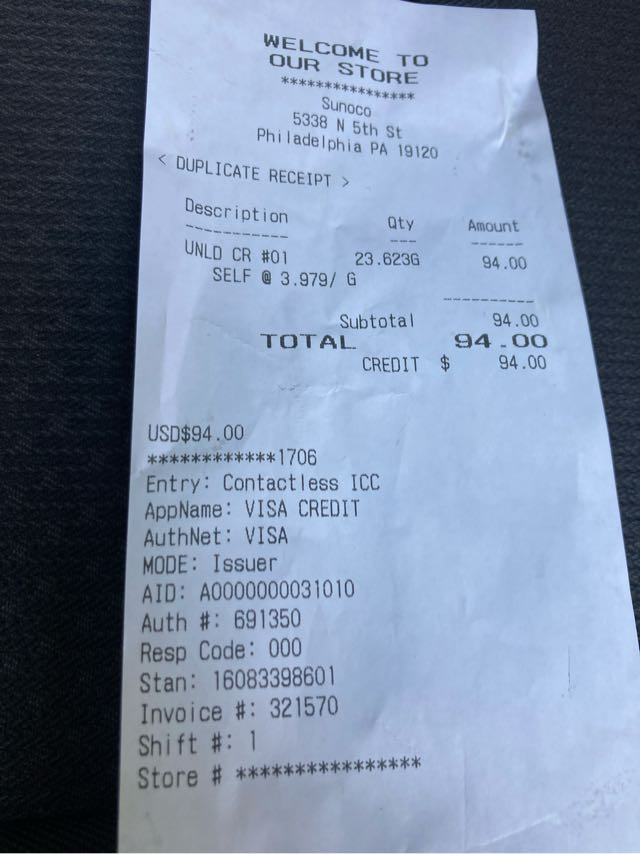 WELCOME TO
OUR STORE
****************
Sunoco
5338 N 5th St
Philadelphia PA 19120
< DUPLICATE RECEIPT >
Description Qty Amount
----------- --- ------
UNLD CR #01 23.623G 94.00
SELF @ 3.979/ G
----------
Subtotal 94.00
TOTAL 94.00
CREDIT $ 94.00
USD$94.00
************1706
Entry: Contactless ICC
AppName: VISA CREDIT
AuthNet: VISA
MODE: Issuer
AID: A0000000031010
Auth #: 691350
Resp Code: 000
Stan: 16083398601
Invoice #: 321570
Shift #: 1
Store # ****************